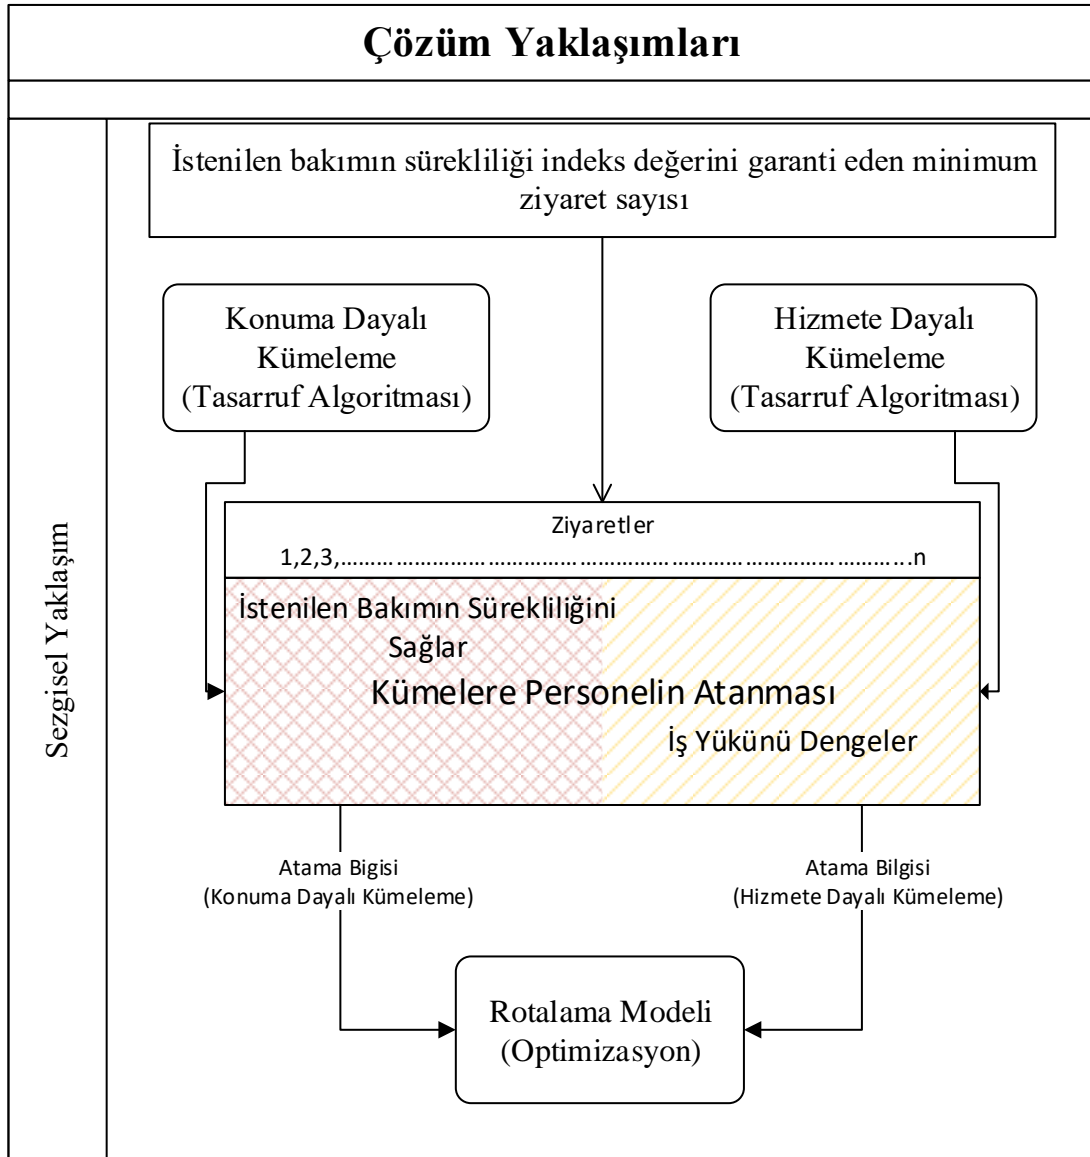 Çözüm Yaklaşımları
Sezgisel Yaklaşım
İstenilen bakımın sürekliliği indeks değerini garanti eden minimum
ziyaret sayısı
Konuma Dayalı
Kümeleme
(Tasarruf Algoritması)
Hizmete Dayalı
Kümeleme
(Tasarruf Algoritması)
Ziyaretler
1,2,3,……………………………………………………………………..n
İstenilen Bakımın Sürekliliğini
Sağlar
Kümelere Personelin Atanması
İş Yükünü Dengeler
Atama Bigisi
(Konuma Dayalı Kümeleme)
Atama Bilgisi
(Hizmete Dayalı Kümeleme)
Rotalama Modeli
(Optimizasyon)